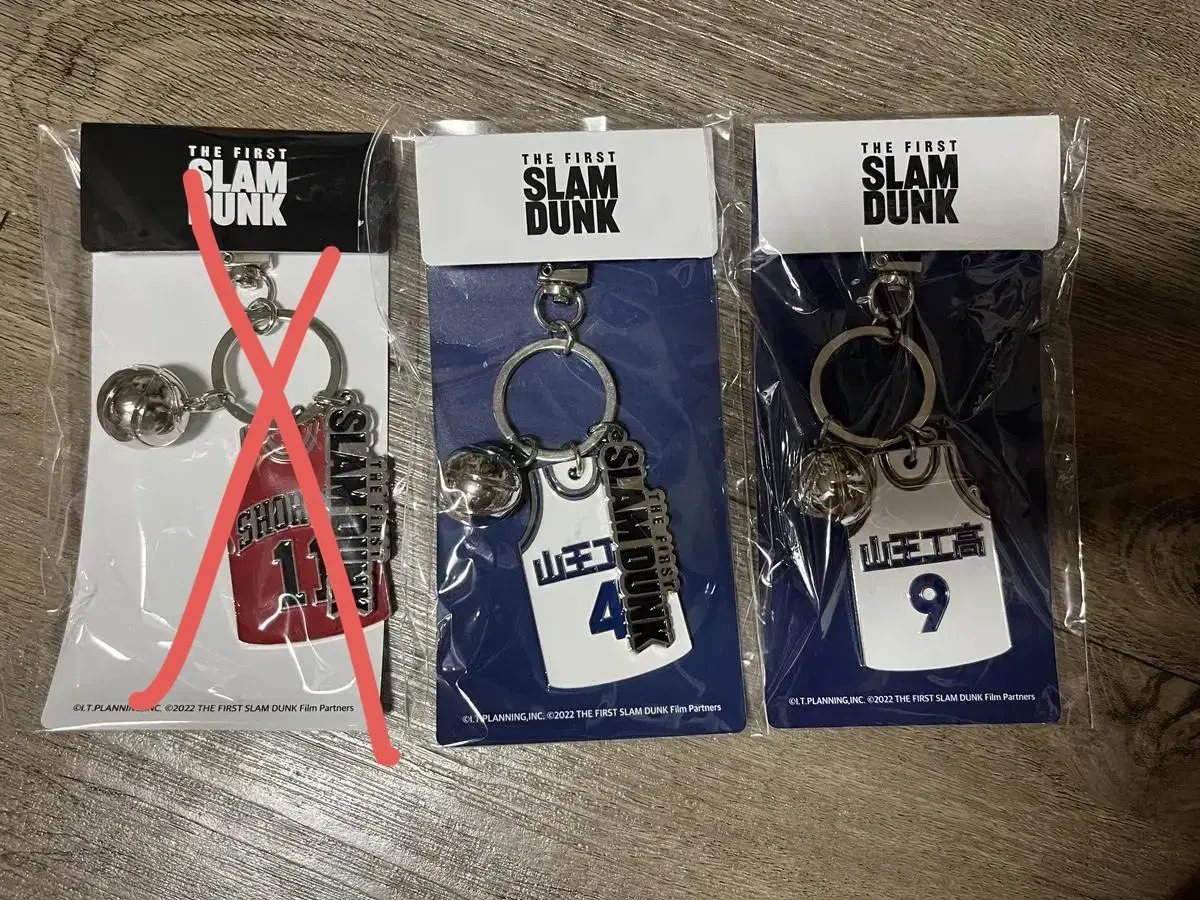 THE FIRST
SLAM
DUNK
SLAM DUNK
THE FIRST
SHOH
11
©I.T.PLANNING,INC. ©2022 THE FIRST SLAM DUNK Film Partners
THE FIRST
SLAM
DUNK
SLAM DUNK
THE FIRST
山王工
4
©I.T.PLANNING,INC. ©2022 THE FIRST SLAM DUNK Film Partners
THE FIRST
SLAM
DUNK
山王工高
9
©I.T.PLANNING,INC. ©2022 THE FIRST SLAM DUNK Film Partners